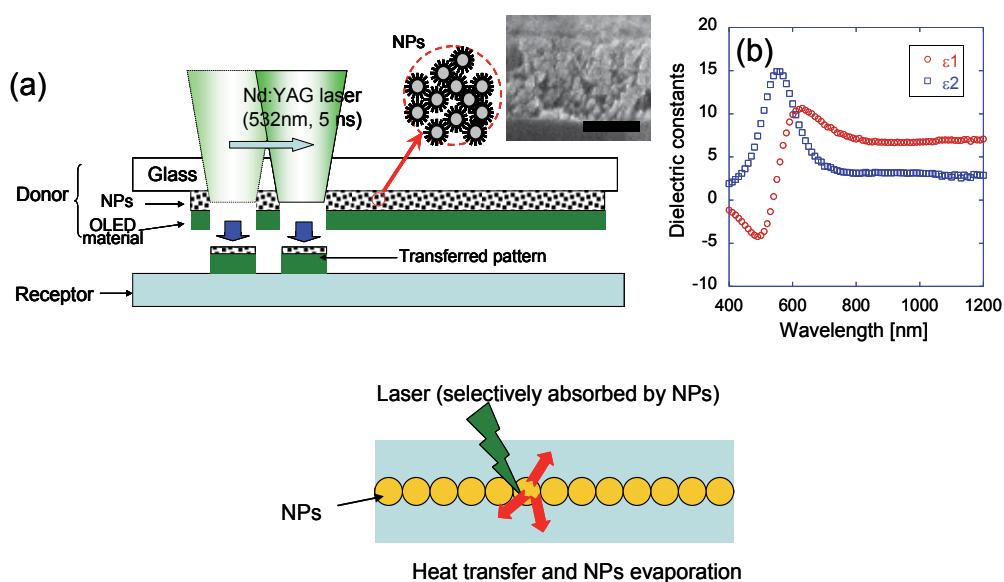 (a)
NPs
Nd:YAG laser
(532nm, 5 ns)
Glass
Donor
NPs
OLED
material
Transferred pattern
Receptor
(b)
ε1
ε2
Dielectric constants
20
15
10
5
0
-5
-10
400
600
800
1000
1200
Wavelength [nm]
Laser (selectively absorbed by NPs)
NPs
Heat transfer and NPs evaporation